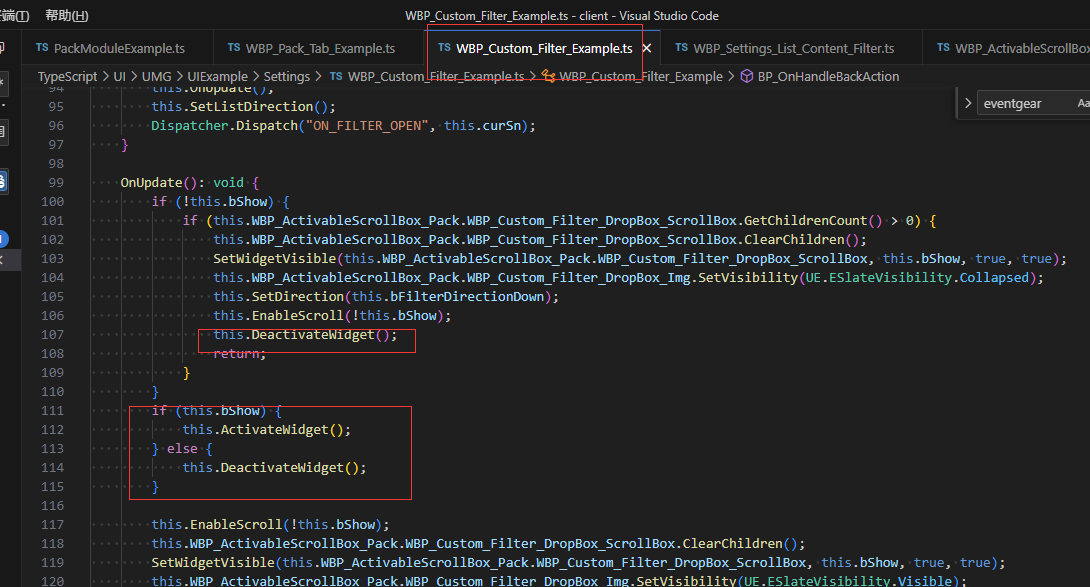 端(T) 帮助(H) WBP_Custom_Filter_Example.ts - client - Visual Studio Code
TS PackModuleExample.ts TS WBP_Pack_Tab_Example.ts TS WBP_Custom_Filter_Example.ts × TS WBP_Settings_List_Content_Filter.ts TS WBP_ActivableScrollBox
TypeScript > UI > UMG > UIExample > Settings > TS WBP_Custom_Filter_Example.ts > WBP_Custom_Filter_Example > BP_OnHandleBackAction
> eventgear Aa
94 this.OnUpdate();
95 this.SetListDirection();
96 Dispatcher.Dispatch("ON_FILTER_OPEN", this.curSn);
97 }
98
99 OnUpdate(): void {
100 if (!this.bShow) {
101 if (this.WBP_ActivableScrollBox_Pack.WBP_Custom_Filter_DropBox_ScrollBox.GetChildrenCount() > 0) {
102 this.WBP_ActivableScrollBox_Pack.WBP_Custom_Filter_DropBox_ScrollBox.ClearChildren();
103 SetWidgetVisible(this.WBP_ActivableScrollBox_Pack.WBP_Custom_Filter_DropBox_ScrollBox, this.bShow, true, true);
104 this.WBP_ActivableScrollBox_Pack.WBP_Custom_Filter_DropBox_Img.SetVisibility(UE.ESlateVisibility.Collapsed);
105 this.SetDirection(this.bFilterDirectionDown);
106 this.EnableScroll(!this.bShow);
107 this.DeactivateWidget();
108 return;
109 }
110 }
111 if (this.bShow) {
112 this.ActivateWidget();
113 } else {
114 this.DeactivateWidget();
115 }
116
117 this.EnableScroll(!this.bShow);
118 this.WBP_ActivableScrollBox_Pack.WBP_Custom_Filter_DropBox_ScrollBox.ClearChildren();
119 SetWidgetVisible(this.WBP_ActivableScrollBox_Pack.WBP_Custom_Filter_DropBox_ScrollBox, this.bShow, true, true);
120 this.WBP_ActivableScrollBox_Pack.WBP_Custom_Filter_DropBox_Img.SetVisibility(UE.ESlateVisibility.Visible);